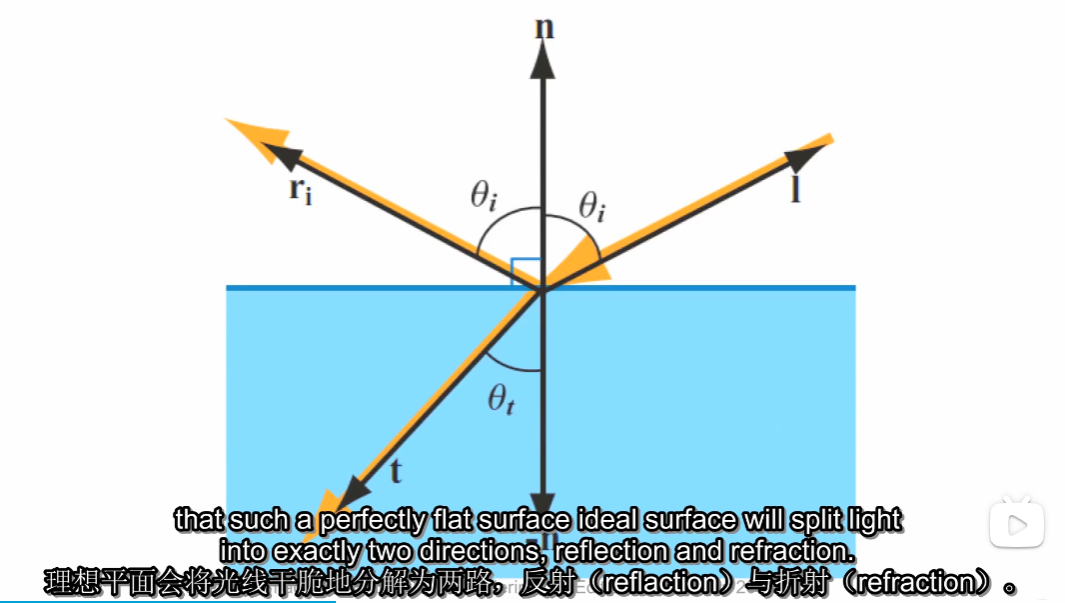 n
rᵢ
θᵢ
θᵢ
l
θₜ
t
that such a perfectly flat surface ideal surface will split light
into exactly two directions, reflection and refraction.
理想平面会将光线干脆地分解为两路，反射（reflaction）与折射（refraction）。